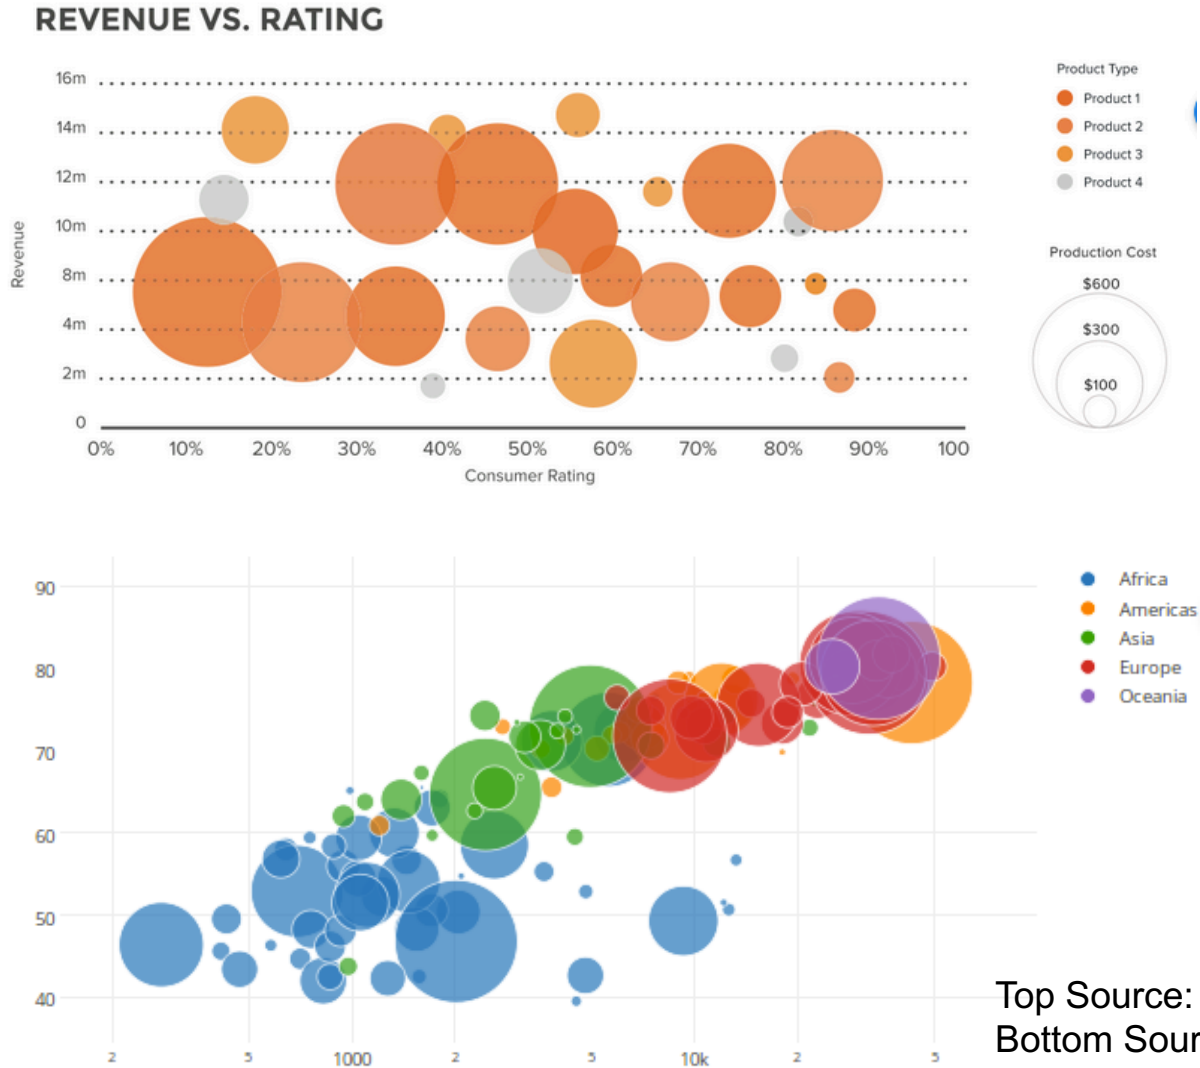 REVENUE VS. RATING
16m
14m
12m
10m
8m
4m
2m
0
Revenue
0% 10% 20% 30% 40% 50% 60% 70% 80% 90% 100
Consumer Rating
Product Type
Product 1
Product 2
Product 3
Product 4
Production Cost
$600
$300
$100
90
80
70
60
50
40
2 5 1000 2 5 10k 2 5
Africa
Americas
Asia
Europe
Oceania
Top Source:
Bottom Sour